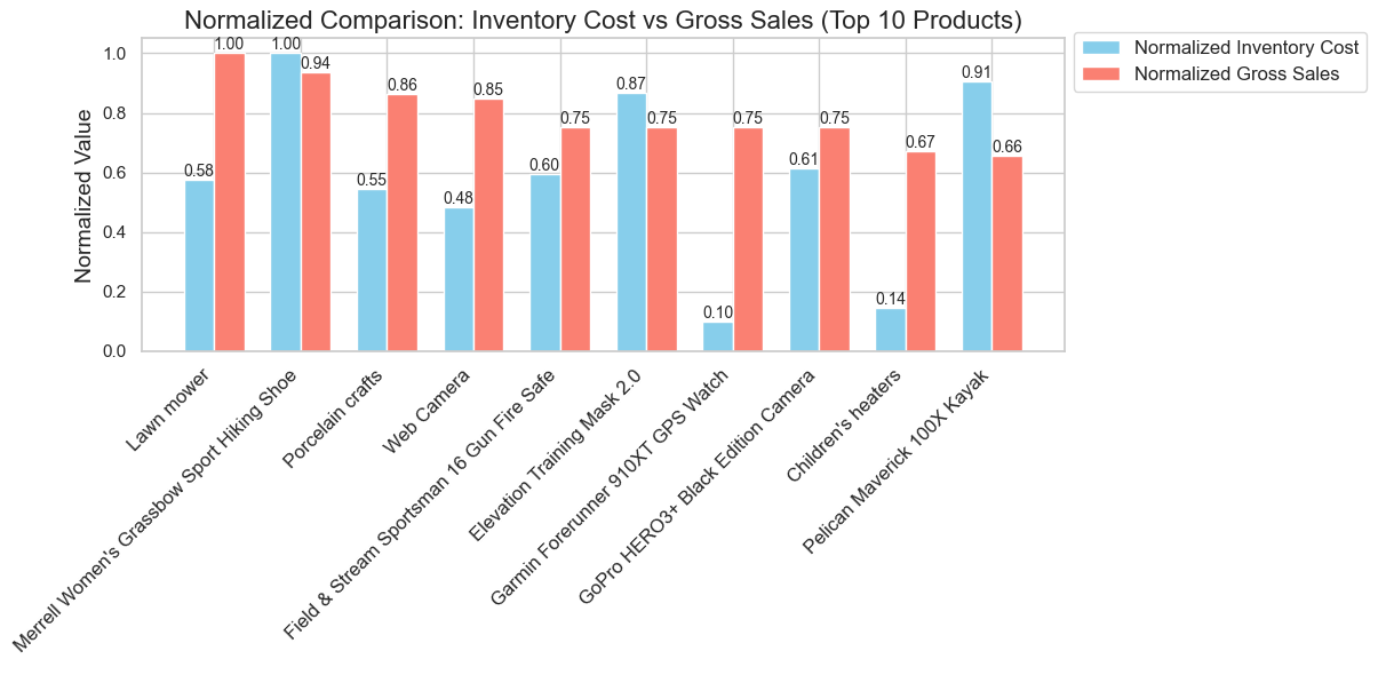 Normalized Comparison: Inventory Cost vs Gross Sales (Top 10 Products)
Normalized Inventory Cost
Normalized Gross Sales
Normalized Value
1.0
0.8
0.6
0.4
0.2
0.0
0.58
1.00
1.00
0.94
0.55
0.86
0.48
0.85
0.60
0.75
0.87
0.75
0.10
0.75
0.61
0.75
0.14
0.67
0.91
0.66
Lawn mower
Merrell Women's Grassbow Sport Hiking Shoe
Porcelain crafts
Web Camera
Field & Stream Sportsman 16 Gun Fire Safe
Elevation Training Mask 2.0
Garmin Forerunner 910XT GPS Watch
GoPro HERO3+ Black Edition Camera
Children's heaters
Pelican Maverick 100X Kayak